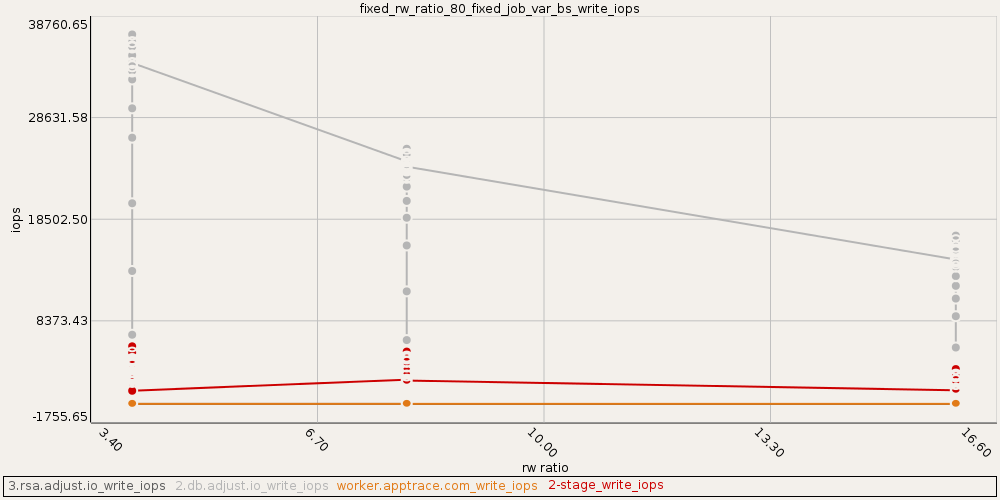 fixed_rw_ratio_80_fixed_job_var_bs_write_iops
38760.65
28631.58
18502.50
8373.43
-1755.65
iops
3.40 6.70 10.00 13.30 16.60
rw ratio
3.rsa.adjust.io_write_iops 2.db.adjust.io_write_iops worker.apptrace.com_write_iops 2-stage_write_iops